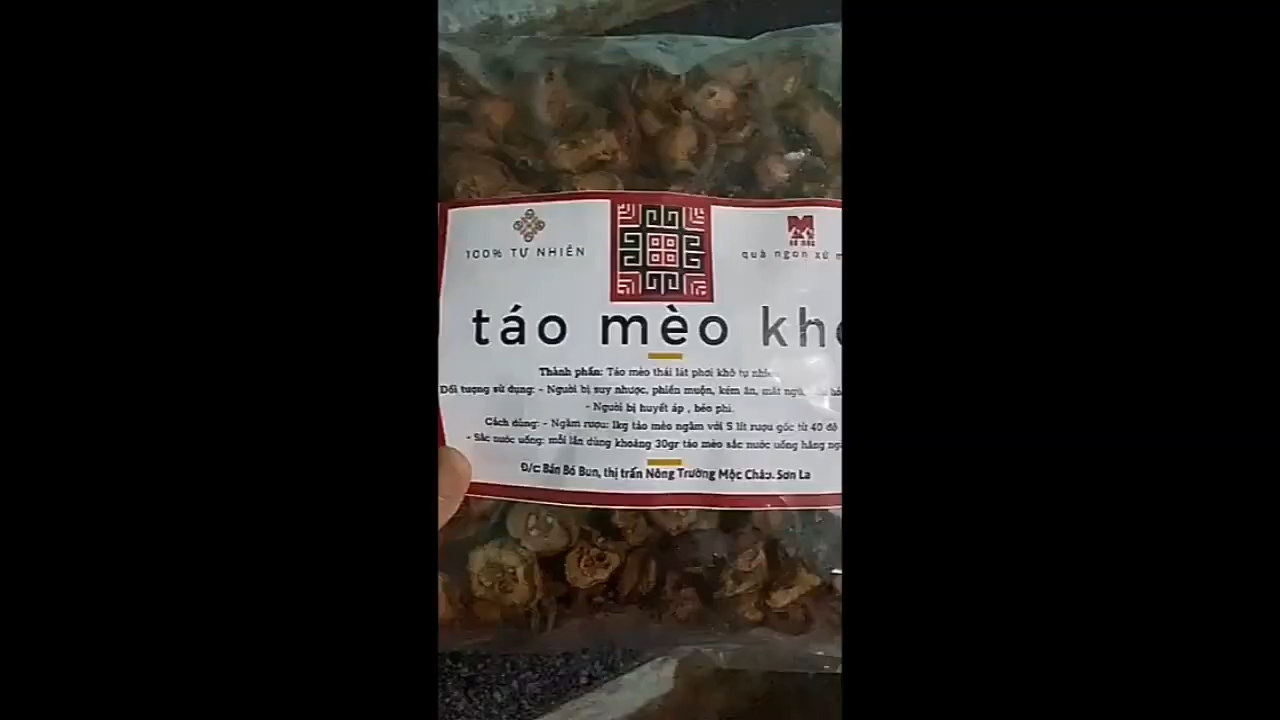 100% TỰ NHIÊN
quà ngon xứ
táo mèo kh
Thành phần: Táo mèo thái lát phơi khô tự
Đối tượng sử dụng: - Người bị suy nhược, phiền muộn, kém ăn, mất
- Người bị huyết áp , béo phì.
Cách dùng: - Ngâm rượu: 1kg táo mèo ngâm với 5 lít rượu gốc từ 40 độ
- Sắc nước uống: mỗi lần dùng khoảng 30gr táo mèo sắc nước uống hằng
Đ/c: Bản Bó Bun, thị trấn Nông Trường Mộc Châu. Sơn La